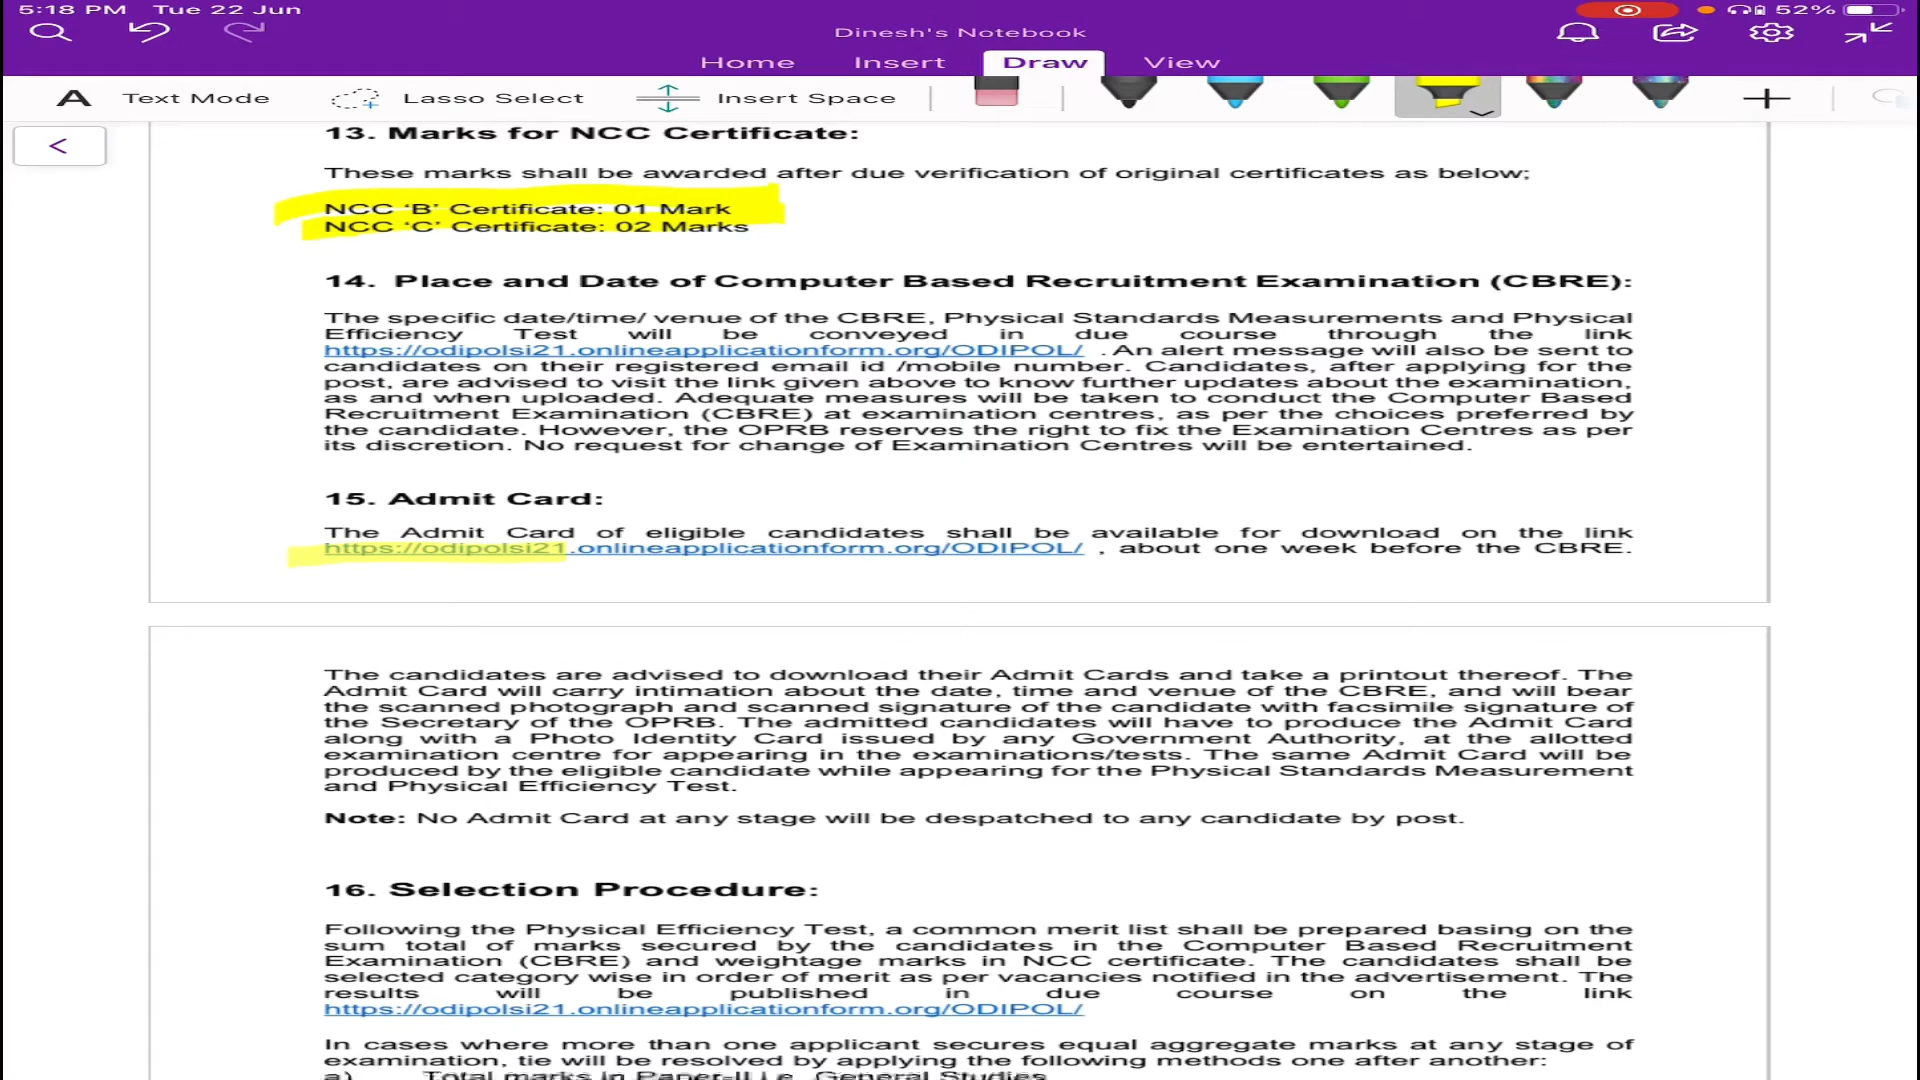 5:18 PM Tue 22 Jun
52%
Dinesh's Notebook
Home Insert Draw View
A Text Mode Lasso Select Insert Space
13. Marks for NCC Certificate:
These marks shall be awarded after due verification of original certificates as below;
NCC 'B' Certificate: 01 Mark
NCC 'C' Certificate: 02 Marks
14. Place and Date of Computer Based Recruitment Examination (CBRE):
The specific date/time/ venue of the CBRE, Physical Standards Measurements and Physical
Efficiency Test will be conveyed in due course through the link
https://odipolsi21.onlineapplicationform.org/ODIPOL/ . An alert message will also be sent to
candidates on their registered email id /mobile number. Candidates, after applying for the
post, are advised to visit the link given above to know further updates about the examination,
as and when uploaded. Adequate measures will be taken to conduct the Computer Based
Recruitment Examination (CBRE) at examination centres, as per the choices preferred by
the candidate. However, the OPRB reserves the right to fix the Examination Centres as per
its discretion. No request for change of Examination Centres will be entertained.
15. Admit Card:
The Admit Card of eligible candidates shall be available for download on the link
https://odipolsi21.onlineapplicationform.org/ODIPOL/ , about one week before the CBRE.
The candidates are advised to download their Admit Cards and take a printout thereof. The
Admit Card will carry intimation about the date, time and venue of the CBRE, and will bear
the scanned photograph and scanned signature of the candidate with facsimile signature of
the Secretary of the OPRB. The admitted candidates will have to produce the Admit Card
along with a Photo Identity Card issued by any Government Authority, at the allotted
examination centre for appearing in the examinations/tests. The same Admit Card will be
produced by the eligible candidate while appearing for the Physical Standards Measurement
and Physical Efficiency Test.
Note: No Admit Card at any stage will be despatched to any candidate by post.
16. Selection Procedure:
Following the Physical Efficiency Test, a common merit list shall be prepared basing on the
sum total of marks secured by the candidates in the Computer Based Recruitment
Examination (CBRE) and weightage marks in NCC certificate. The candidates shall be
selected category wise in order of merit as per vacancies notified in the advertisement. The
results will be published in due course on the link
https://odipolsi21.onlineapplicationform.org/ODIPOL/
In cases where more than one applicant secures equal aggregate marks at any stage of
examination, tie will be resolved by applying the following methods one after another:
a) Total marks in Paper-II i.e. General Studies